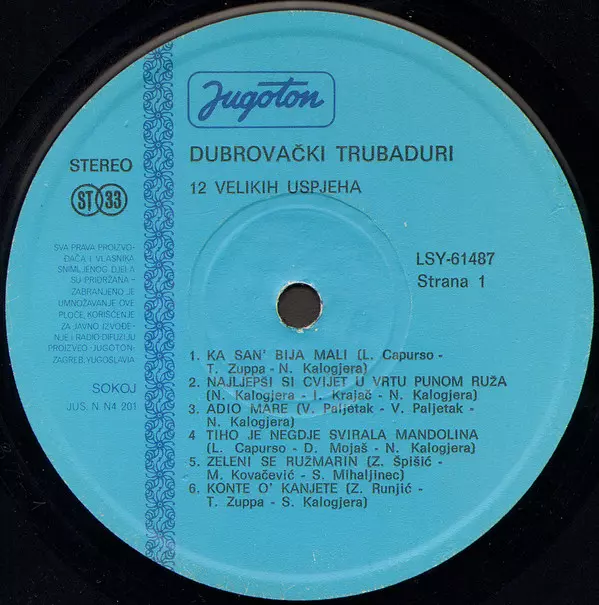 Jugoton
DUBROVAČKI TRUBADURI
12 VELIKIH USPJEHA
STEREO
ST 33
SVA PRAVA PROIZVO-
ĐAČA I VLASNIKA
SNIMLJENOG DJELA
SU PRIDRŽANA –
ZABRANJENO JE
UMNOŽAVANJE OVE
PLOČE, KORIŠĆENJE
ZA JAVNO IZVOĐE-
NJE I RADIO-DIFUZIJU
PROIZVEO-JUGOTON-
ZAGREB, YUGOSLAVIA
SOKOJ
JUS. N N4 201
LSY-61487
Strana 1
1. KA SAN' BIJA MALI (L. Capurso -
T. Zuppa - N. Kalogjera)
2. NAJLJEPŠI SI CVIJET U VRTU PUNOM RUŽA
(N. Kalogjera - I. Krajač - N. Kalogjera)
3. ADIO MARE (V. Paljetak - V. Paljetak -
N. Kalogjera)
4 TIHO JE NEGDJE SVIRALA MANDOLINA
(L. Capurso - D. Mojaš - N. Kalogjera)
5. ZELENI SE RUŽMARIN (Z. Špišić -
M. Kovačević - S. Mihaljinec)
6. KONTE O' KANJETE (Z. Runjić -
T. Zuppa - S. Kalogjera)